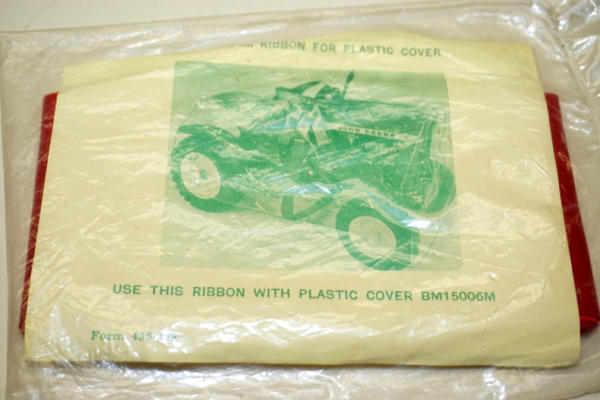 RIBBON FOR PLASTIC COVER
JOHN DEERE
USE THIS RIBBON WITH PLASTIC COVER BM15006M
Form